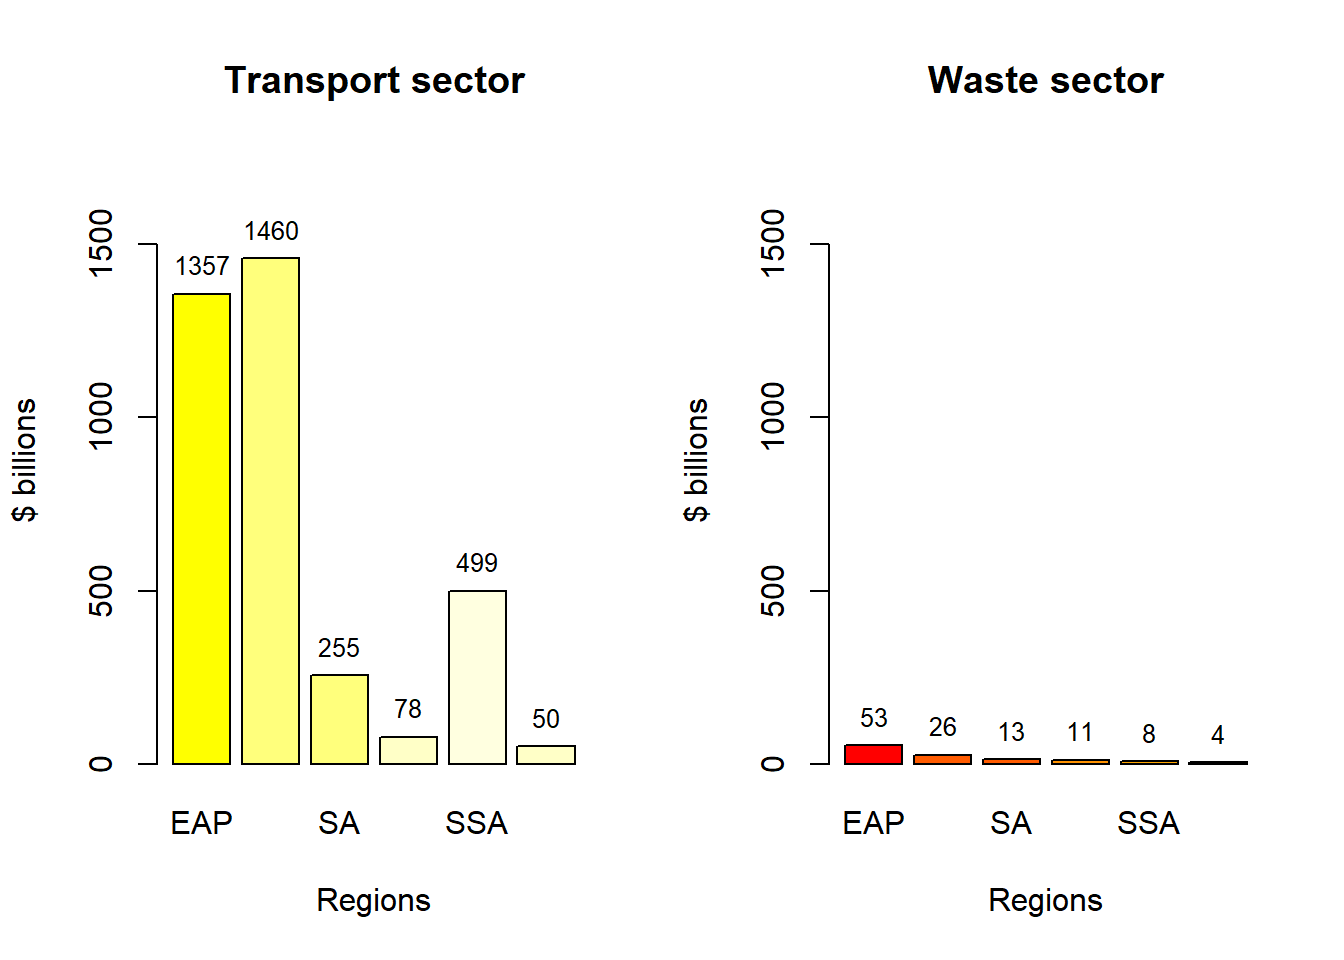 Transport sector
$ billions
1500
1000
500
0
1357
1460
255
78
499
50
EAP
SA
SSA
Regions
Waste sector
$ billions
1500
1000
500
0
53
26
13
11
8
4
EAP
SA
SSA
Regions